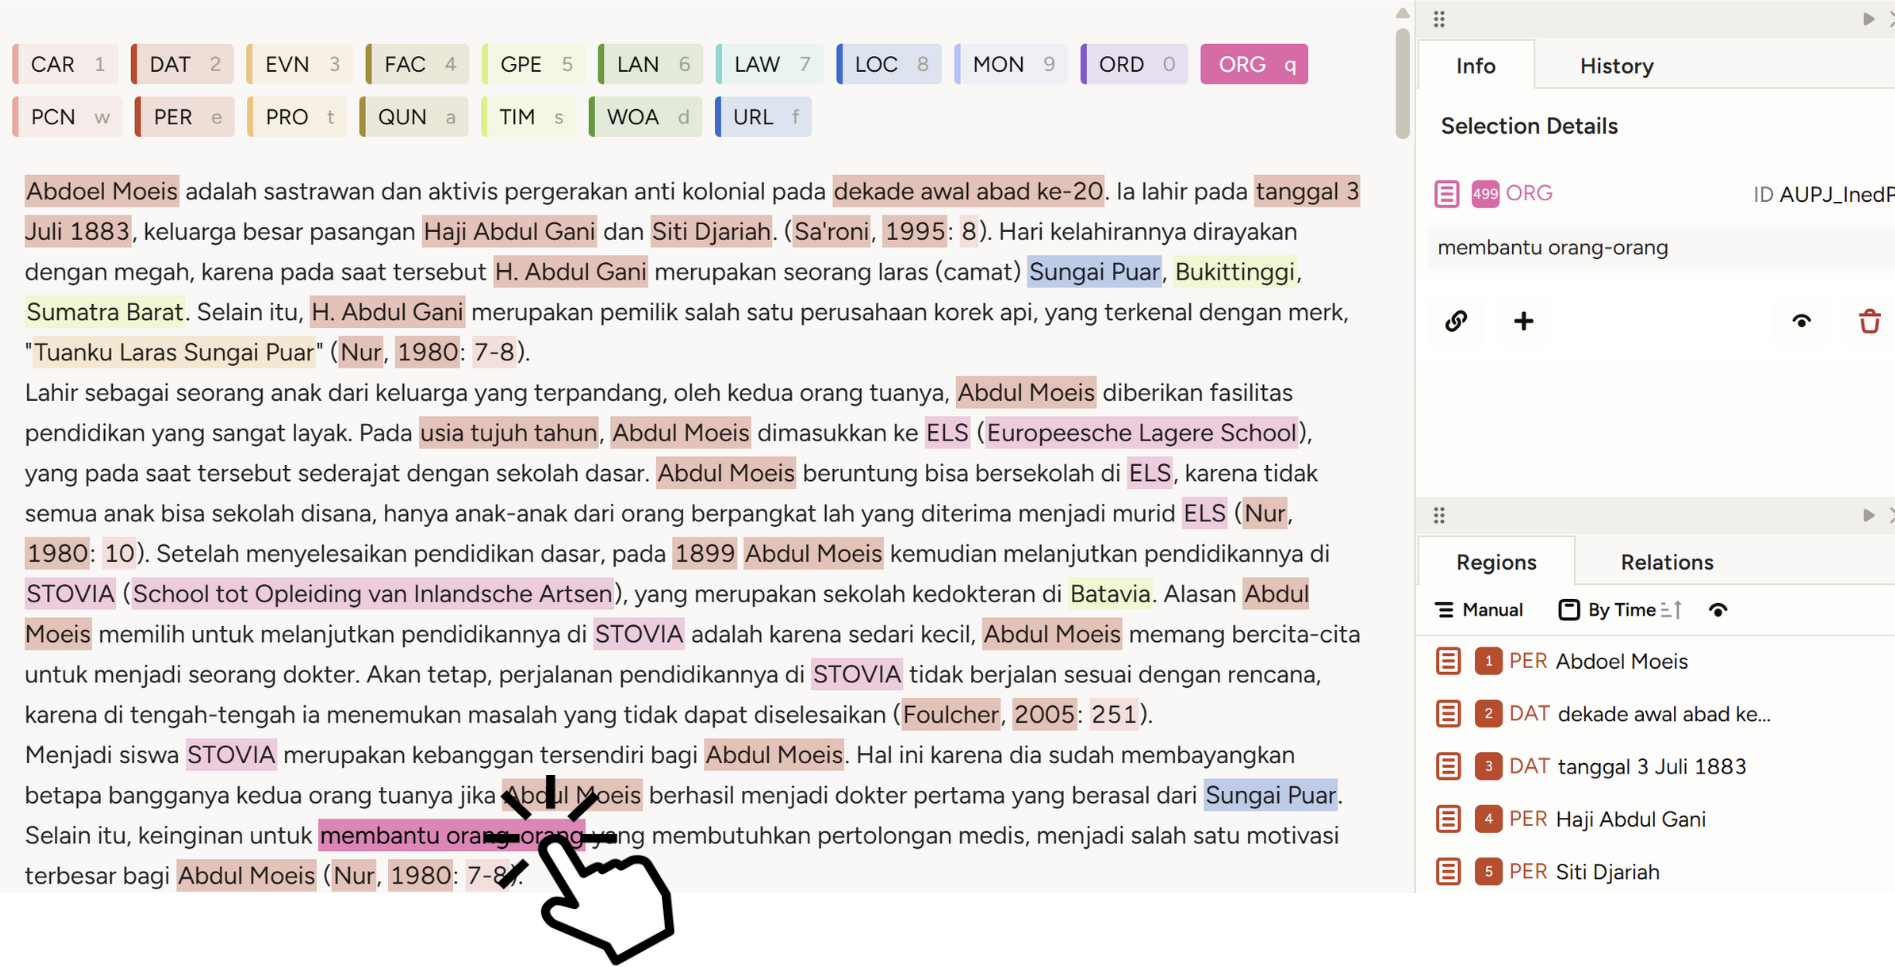 CAR 1 DAT 2 EVN 3 FAC 4 GPE 5 LAN 6 LAW 7 LOC 8 MON 9 ORD 0 ORG q
PCN w PER e PRO t QUN a TIM s WOA d URL f
Abdoel Moeis adalah sastrawan dan aktivis pergerakan anti kolonial pada dekade awal abad ke-20. Ia lahir pada tanggal 3
Juli 1883, keluarga besar pasangan Haji Abdul Gani dan Siti Djariah. (Sa'roni, 1995: 8). Hari kelahirannya dirayakan
dengan megah, karena pada saat tersebut H. Abdul Gani merupakan seorang laras (camat) Sungai Puar, Bukittinggi,
Sumatra Barat. Selain itu, H. Abdul Gani merupakan pemilik salah satu perusahaan korek api, yang terkenal dengan merk,
"Tuanku Laras Sungai Puar" (Nur, 1980: 7-8).
Lahir sebagai seorang anak dari keluarga yang terpandang, oleh kedua orang tuanya, Abdul Moeis diberikan fasilitas
pendidikan yang sangat layak. Pada usia tujuh tahun, Abdul Moeis dimasukkan ke ELS (Europeesche Lagere School),
yang pada saat tersebut sederajat dengan sekolah dasar. Abdul Moeis beruntung bisa bersekolah di ELS, karena tidak
semua anak bisa sekolah disana, hanya anak-anak dari orang berpangkat lah yang diterima menjadi murid ELS (Nur,
1980: 10). Setelah menyelesaikan pendidikan dasar, pada 1899 Abdul Moeis kemudian melanjutkan pendidikannya di
STOVIA (School tot Opleiding van Inlandsche Artsen), yang merupakan sekolah kedokteran di Batavia. Alasan Abdul
Moeis memilih untuk melanjutkan pendidikannya di STOVIA adalah karena sedari kecil, Abdul Moeis memang bercita-cita
untuk menjadi seorang dokter. Akan tetap, perjalanan pendidikannya di STOVIA tidak berjalan sesuai dengan rencana,
karena di tengah-tengah ia menemukan masalah yang tidak dapat diselesaikan (Foulcher, 2005: 251).
Menjadi siswa STOVIA merupakan kebanggan tersendiri bagi Abdul Moeis. Hal ini karena dia sudah membayangkan
betapa bangganya kedua orang tuanya jika Abdul Moeis berhasil menjadi dokter pertama yang berasal dari Sungai Puar.
Selain itu, keinginan untuk membantu orang-orang yang membutuhkan pertolongan medis, menjadi salah satu motivasi
terbesar bagi Abdul Moeis (Nur, 1980: 7-8).
Info History
Selection Details
499 ORG ID AUPJ_InedP
membantu orang-orang
Regions Relations
Manual By Time
1 PER Abdoel Moeis
2 DAT dekade awal abad ke...
3 DAT tanggal 3 Juli 1883
4 PER Haji Abdul Gani
5 PER Siti Djariah